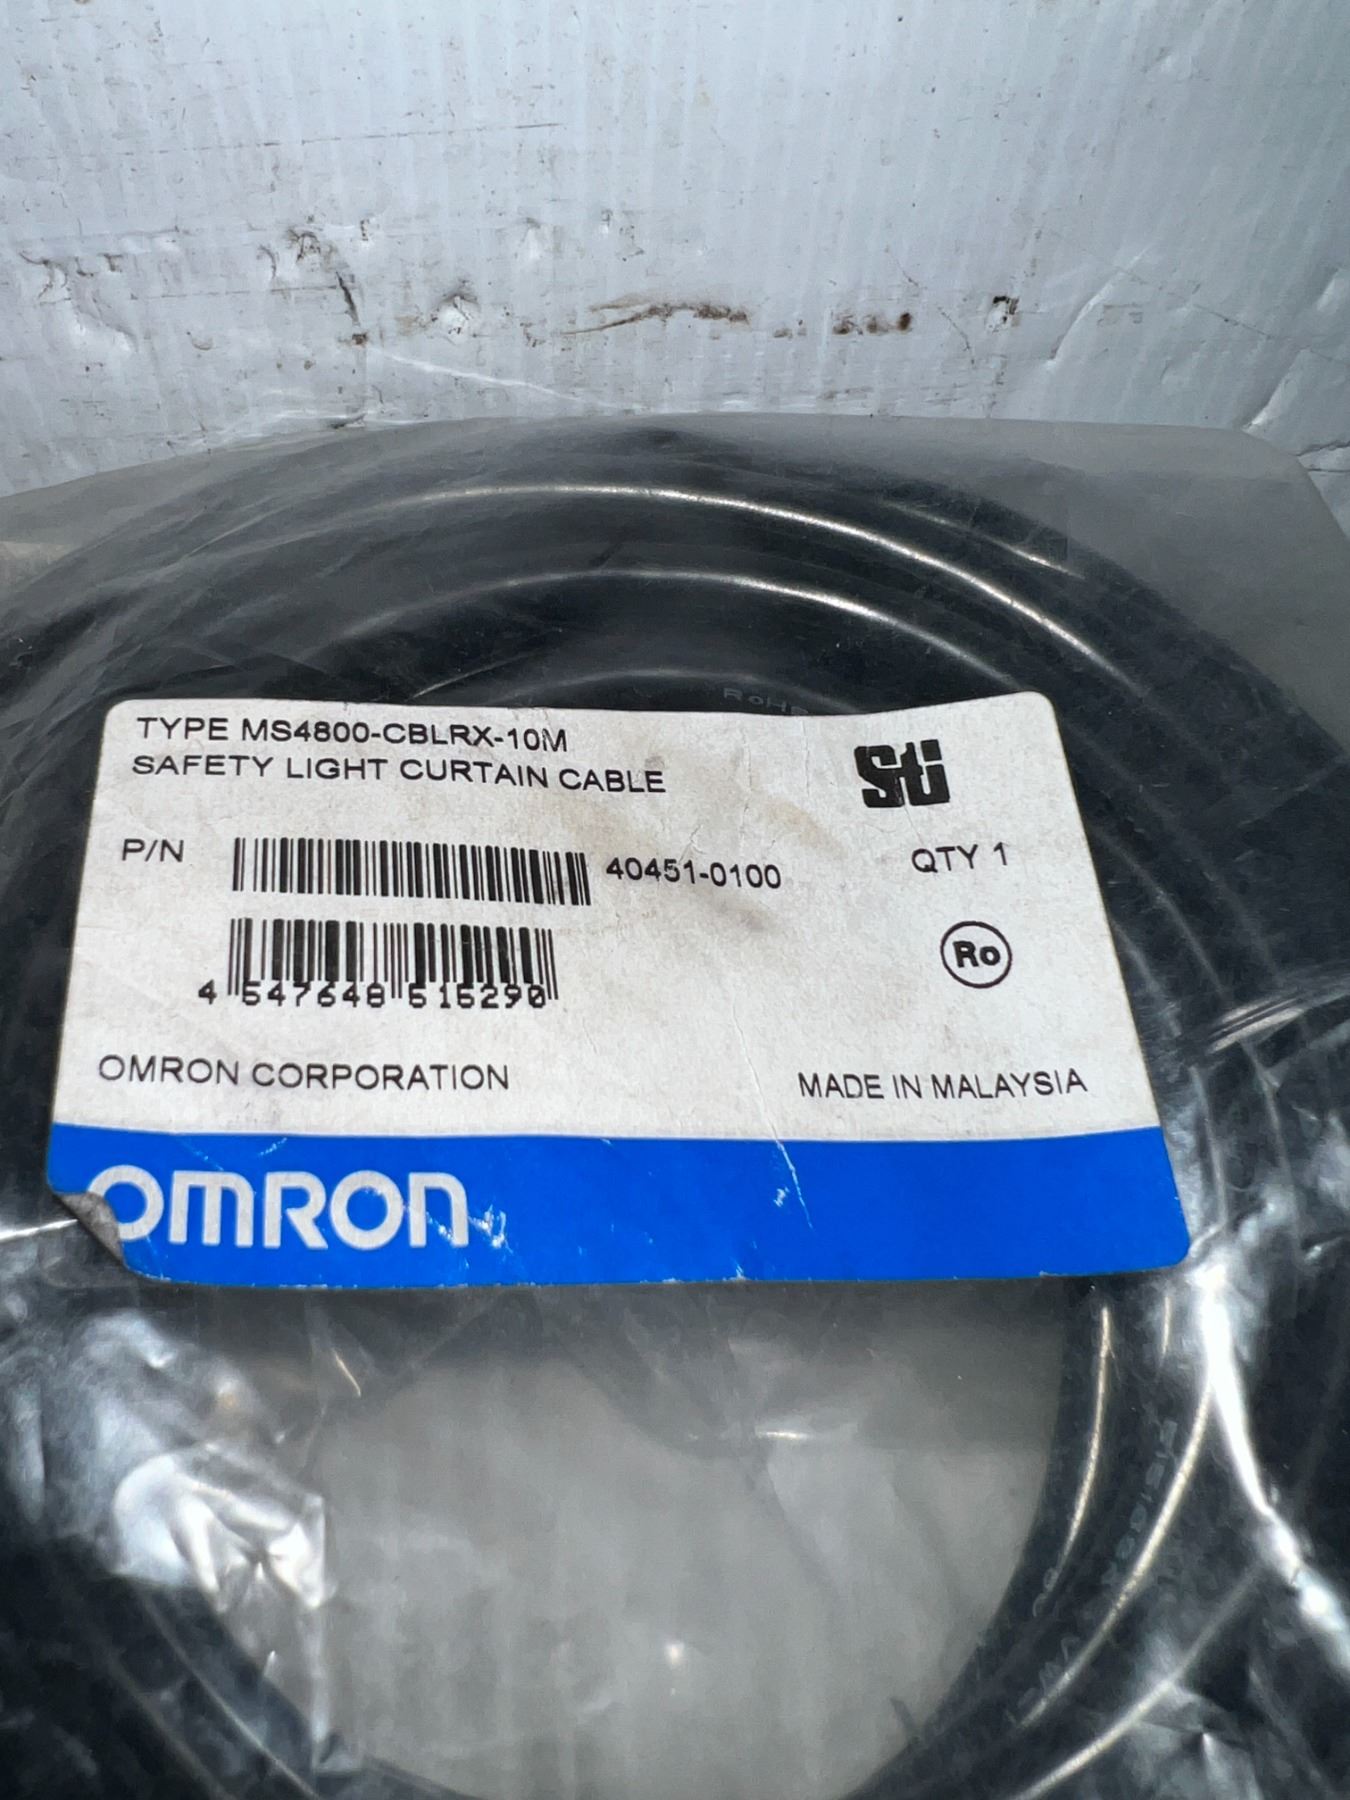 RoHS
TYPE MS4800-CBLRX-10M
SAFETY LIGHT CURTAIN CABLE
Sti
P/N 40451-0100
QTY 1
4 547648 515290
Ro
OMRON CORPORATION
MADE IN MALAYSIA
OMRON